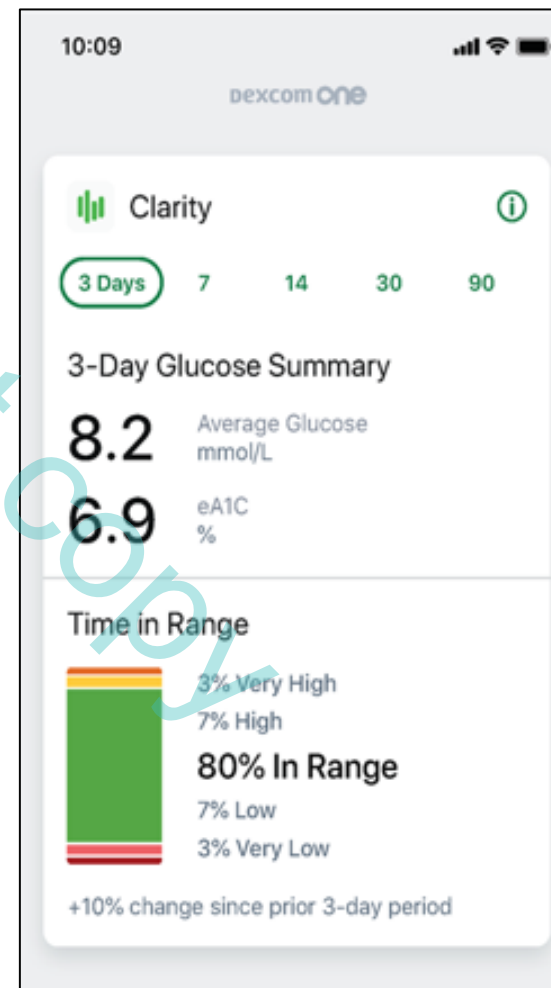 10:09
Dexcom ONE
Clarity
3 Days 7 14 30 90
3-Day Glucose Summary
8.2 Average Glucose
mmol/L
6.9 eA1C
%
Time in Range
3% Very High
7% High
80% In Range
7% Low
3% Very Low
+10% change since prior 3-day period
copy